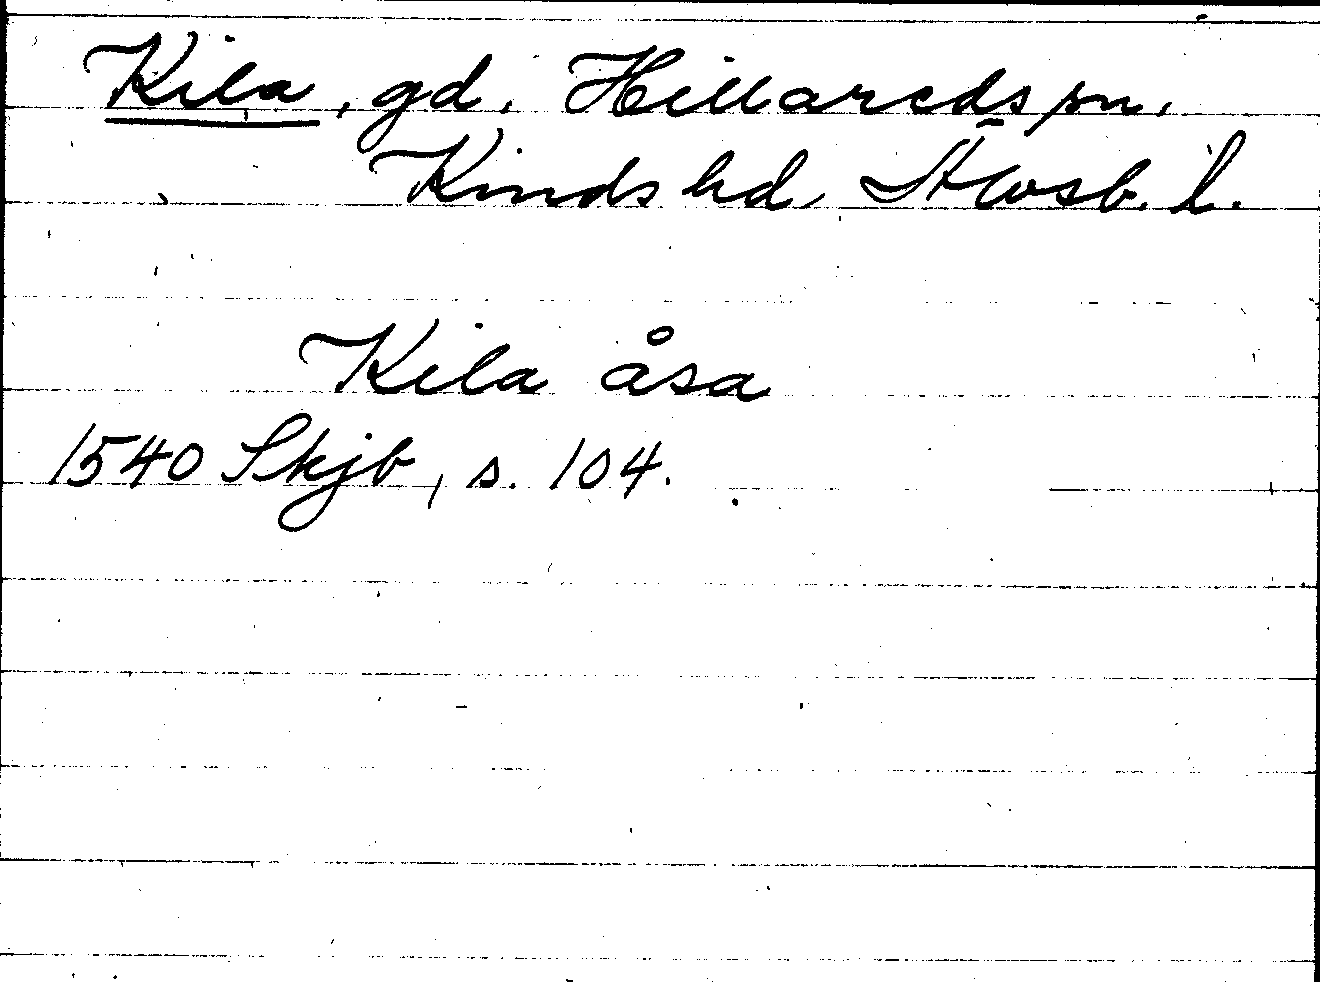 Kila, gd, Hillareds sn,
Kinds hd, Älvsb. l.
Kila åsa
1540 Skjb, s. 104.